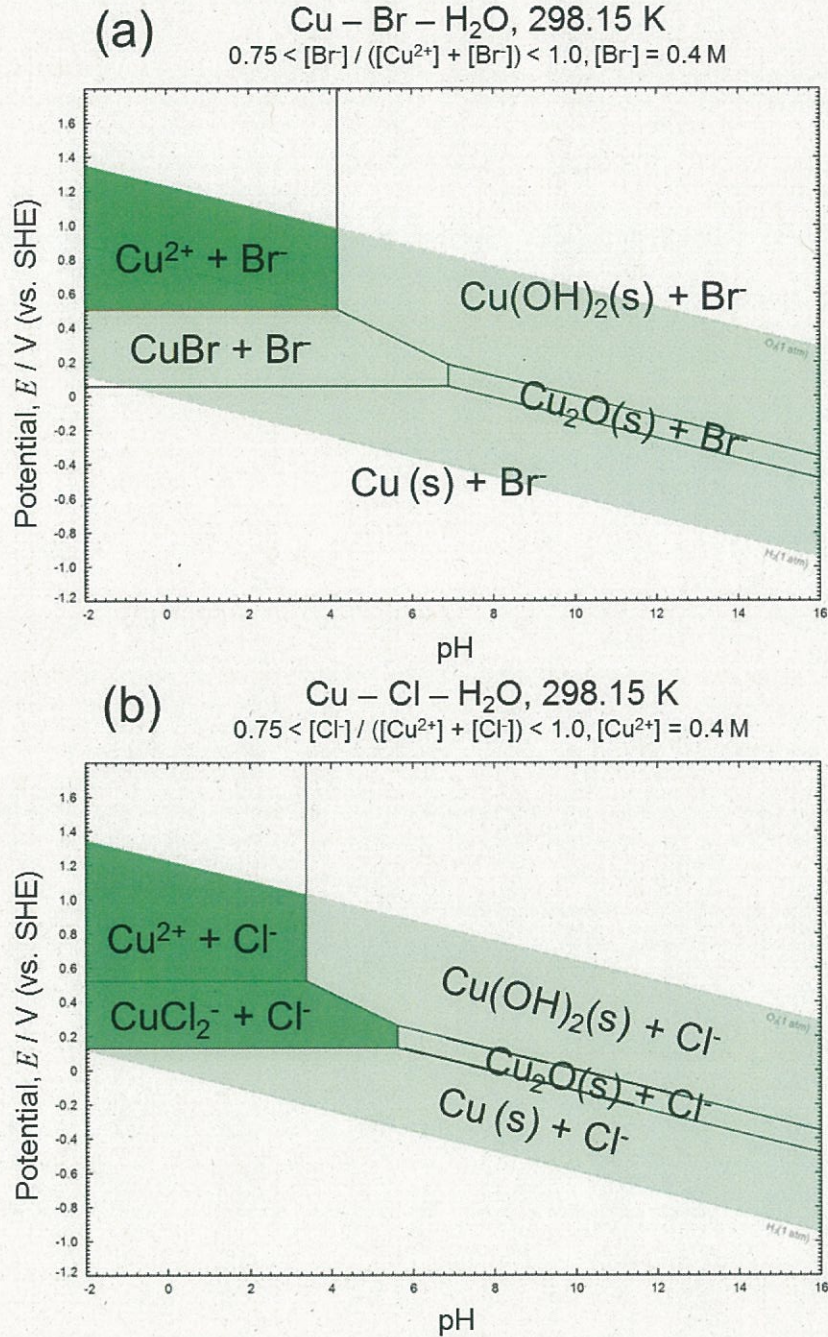 (a)
Cu – Br – H₂O, 298.15 K
0.75 < [Br⁻] / ([Cu²⁺] + [Br⁻]) < 1.0, [Br⁻] = 0.4 M
Potential, E / V (vs. SHE)
1.6
1.4
1.2
1.0
0.8
0.6
0.4
0.2
0
-0.2
-0.4
-0.6
-0.8
-1.0
-1.2
Cu²⁺ + Br⁻
Cu(OH)₂(s) + Br⁻
CuBr + Br⁻
O₂(1 atm)
Cu₂O(s) + Br⁻
Cu (s) + Br⁻
H₂(1 atm)
-2 0 2 4 6 8 10 12 14 16
pH
(b)
Cu – Cl – H₂O, 298.15 K
0.75 < [Cl⁻] / ([Cu²⁺] + [Cl⁻]) < 1.0, [Cu²⁺] = 0.4 M
Potential, E / V (vs. SHE)
1.6
1.4
1.2
1.0
0.8
0.6
0.4
0.2
0
-0.2
-0.4
-0.6
-0.8
-1.0
-1.2
Cu²⁺ + Cl⁻
Cu(OH)₂(s) + Cl⁻
CuCl₂⁻ + Cl⁻
O₂(1 atm)
Cu₂O(s) + Cl⁻
Cu (s) + Cl⁻
H₂(1 atm)
-2 0 2 4 6 8 10 12 14 16
pH